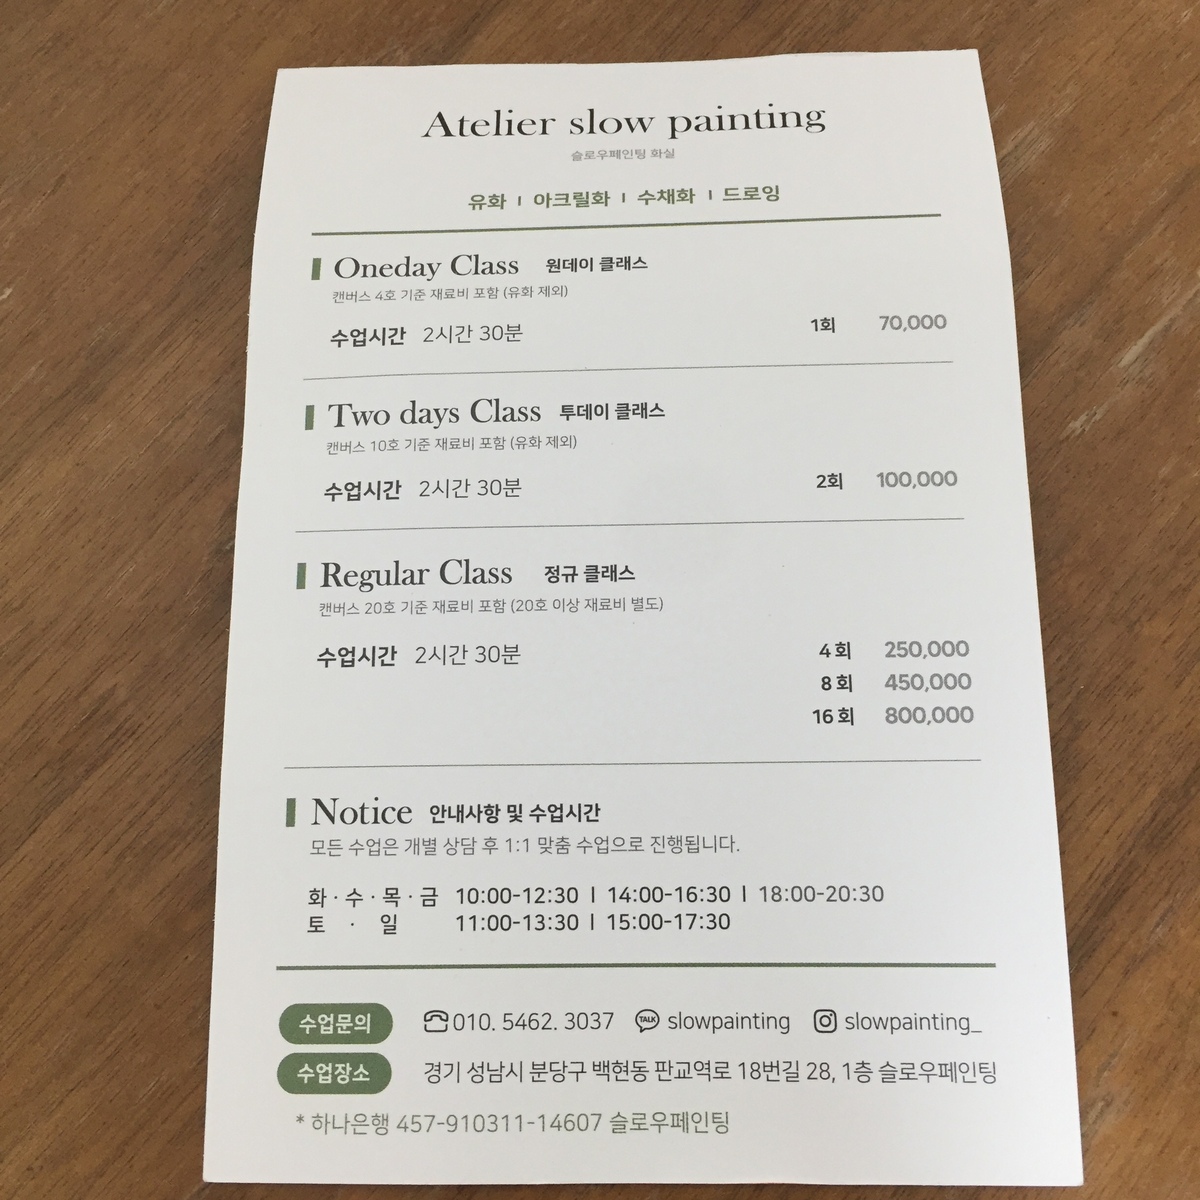 Atelier slow painting
슬로우페인팅 화실
유화 ㅣ 아크릴화 ㅣ 수채화 ㅣ 드로잉
Oneday Class 원데이 클래스
캔버스 4호 기준 재료비 포함 (유화 제외)
수업시간 2시간 30분 1회 70,000
Two days Class 투데이 클래스
캔버스 10호 기준 재료비 포함 (유화 제외)
수업시간 2시간 30분 2회 100,000
Regular Class 정규 클래스
캔버스 20호 기준 재료비 포함 (20호 이상 재료비 별도)
수업시간 2시간 30분 4회 250,000
8회 450,000
16회 800,000
Notice 안내사항 및 수업시간
모든 수업은 개별 상담 후 1:1 맞춤 수업으로 진행됩니다.
화 · 수 · 목 · 금 10:00-12:30 ㅣ 14:00-16:30 ㅣ 18:00-20:30
토 · 일 11:00-13:30 ㅣ 15:00-17:30
수업문의 010. 5462. 3037 TALK slowpainting slowpainting_
수업장소 경기 성남시 분당구 백현동 판교역로 18번길 28, 1층 슬로우페인팅
* 하나은행 457-910311-14607 슬로우페인팅